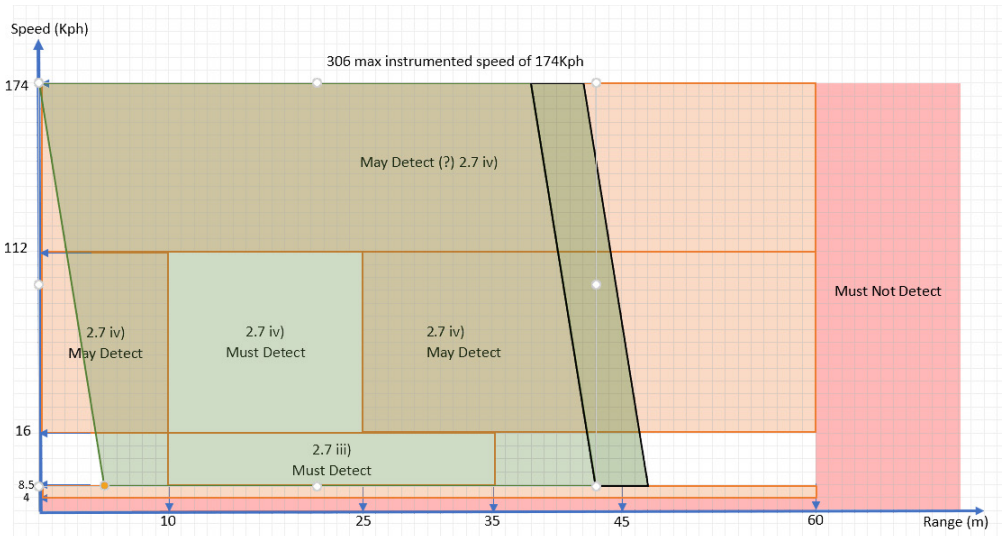 Speed (Kph)
306 max instrumented speed of 174Kph
174
May Detect (?) 2.7 iv)
112
Must Not Detect
2.7 iv)
May Detect
2.7 iv)
Must Detect
2.7 iv)
May Detect
16
2.7 iii)
Must Detect
8.5
4
10
25
35
45
60
Range (m)